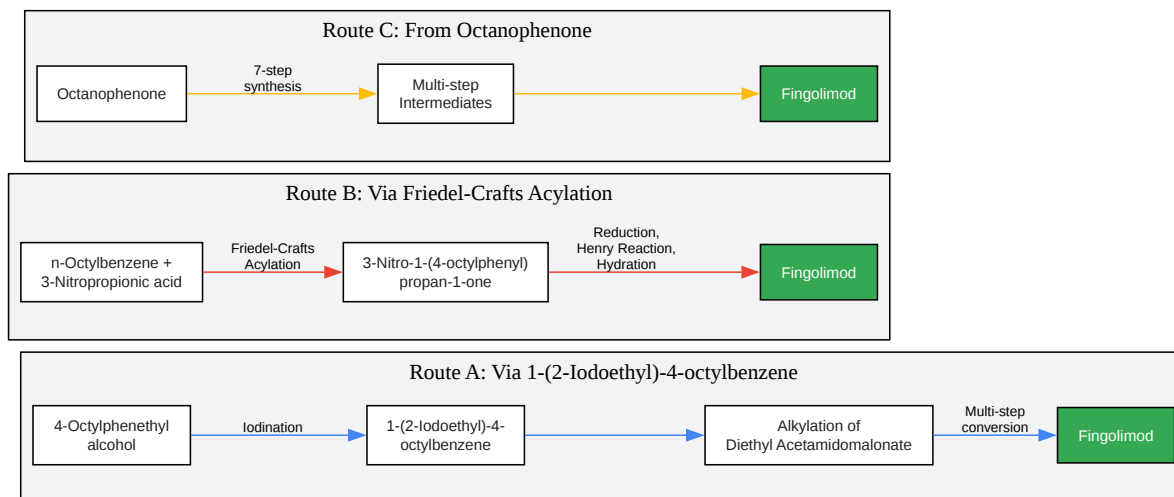 Route C: From Octanophenone
Octanophenone
7-step
synthesis
Multi-step
Intermediates
Fingolimod
Route B: Via Friedel-Crafts Acylation
n-Octylbenzene +
3-Nitropropionic acid
Friedel-Crafts
Acylation
3-Nitro-1-(4-octylphenyl)
propan-1-one
Reduction,
Henry Reaction,
Hydration
Fingolimod
Route A: Via 1-(2-Iodoethyl)-4-octylbenzene
4-Octylphenethyl
alcohol
Iodination
1-(2-Iodoethyl)-4-
octylbenzene
Alkylation of
Diethyl Acetamidomalonate
Multi-step
conversion
Fingolimod